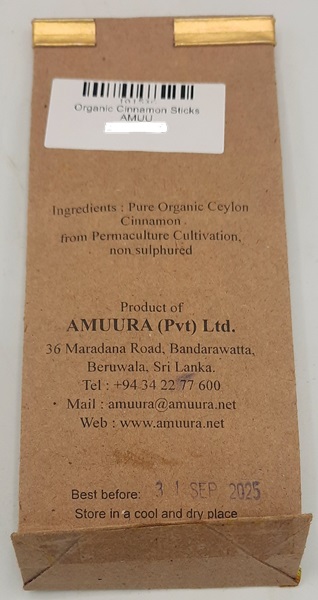 Organic Cinnamon Sticks
AMUU
Ingredients : Pure Organic Ceylon
Cinnamon .
from Permaculture Cultivation,
non sulphured
Product of
AMUURA (Pvt) Ltd.
36 Maradana Road, Bandarawatta,
Beruwala, Sri Lanka.
Tel : +94 34 22 77 600
Mail : amuura@amuura.net
Web : www.amuura.net
Best before: 31 SEP 2025
Store in a cool and dry place